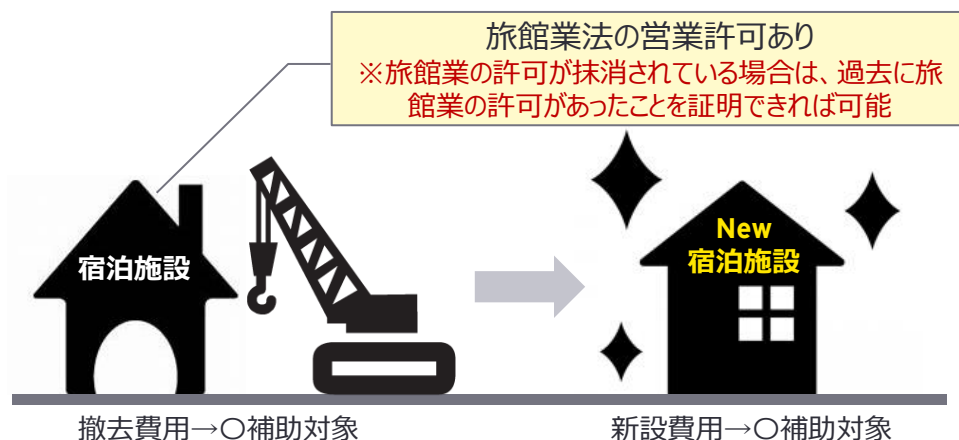 旅館業法の営業許可あり
※旅館業の許可が抹消されている場合は、過去に旅
館業の許可があったことを証明できれば可能
宿泊施設
New
宿泊施設
撤去費用→〇補助対象
新設費用→〇補助対象